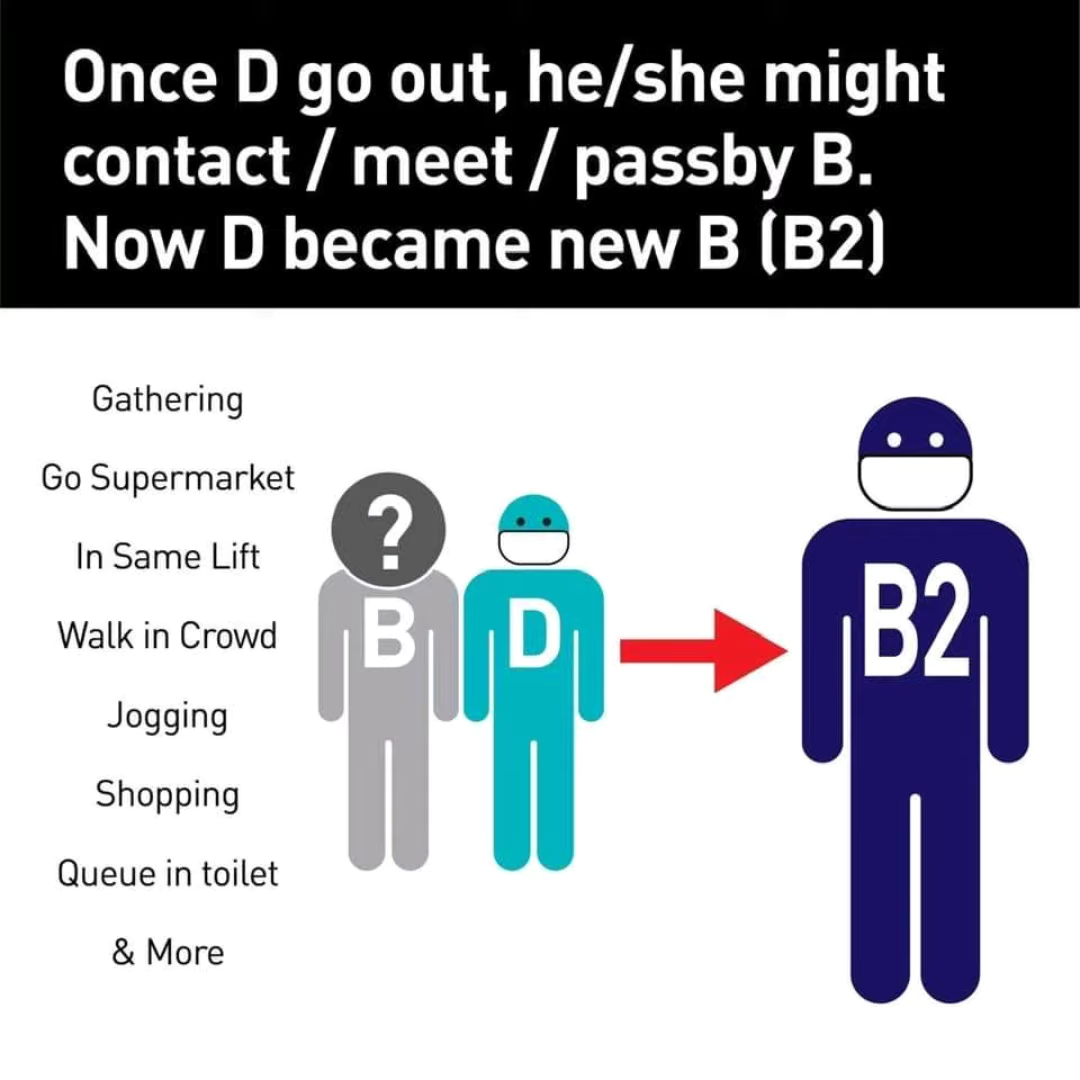 Once D go out, he/she might
contact / meet / passby B.
Now D became new B (B2)
Gathering
Go Supermarket
In Same Lift
Walk in Crowd
Jogging
Shopping
Queue in toilet
& More
?
B
D
B2